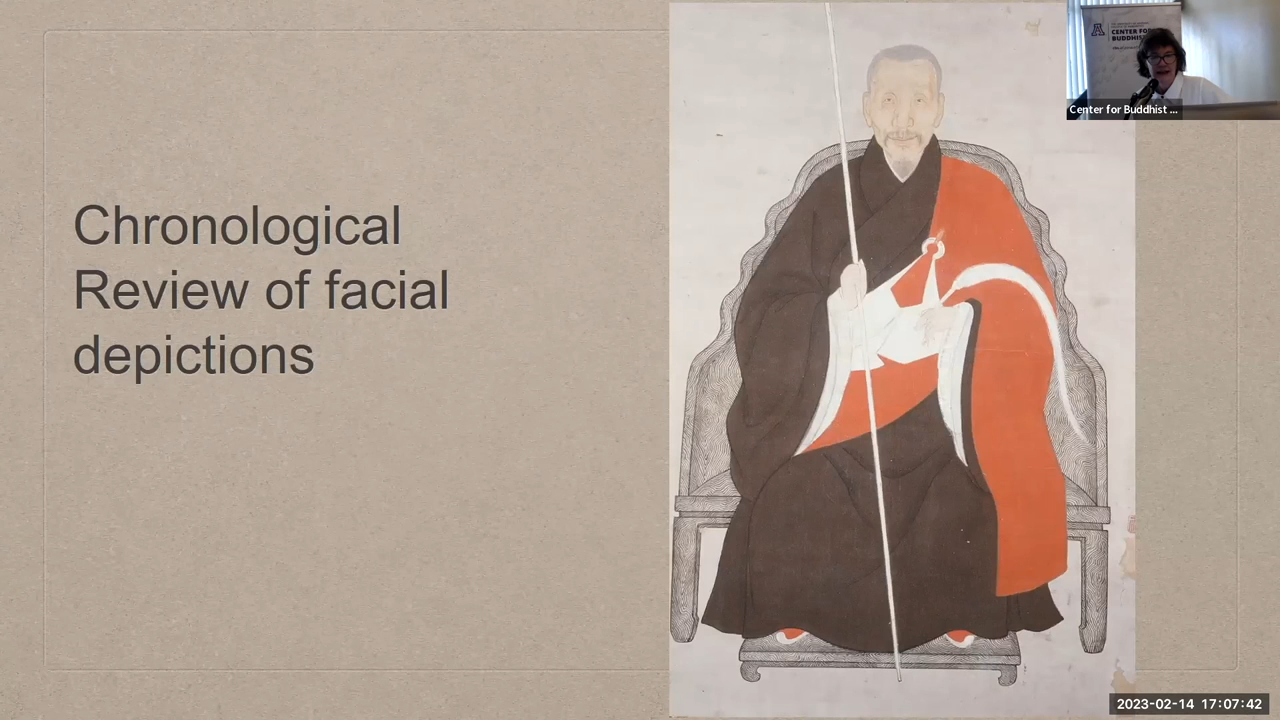 Chronological
Review of facial
depictions
CENTER FOR
BUDDHIST
Center for Buddhist ...
2023-02-14 17:07:42